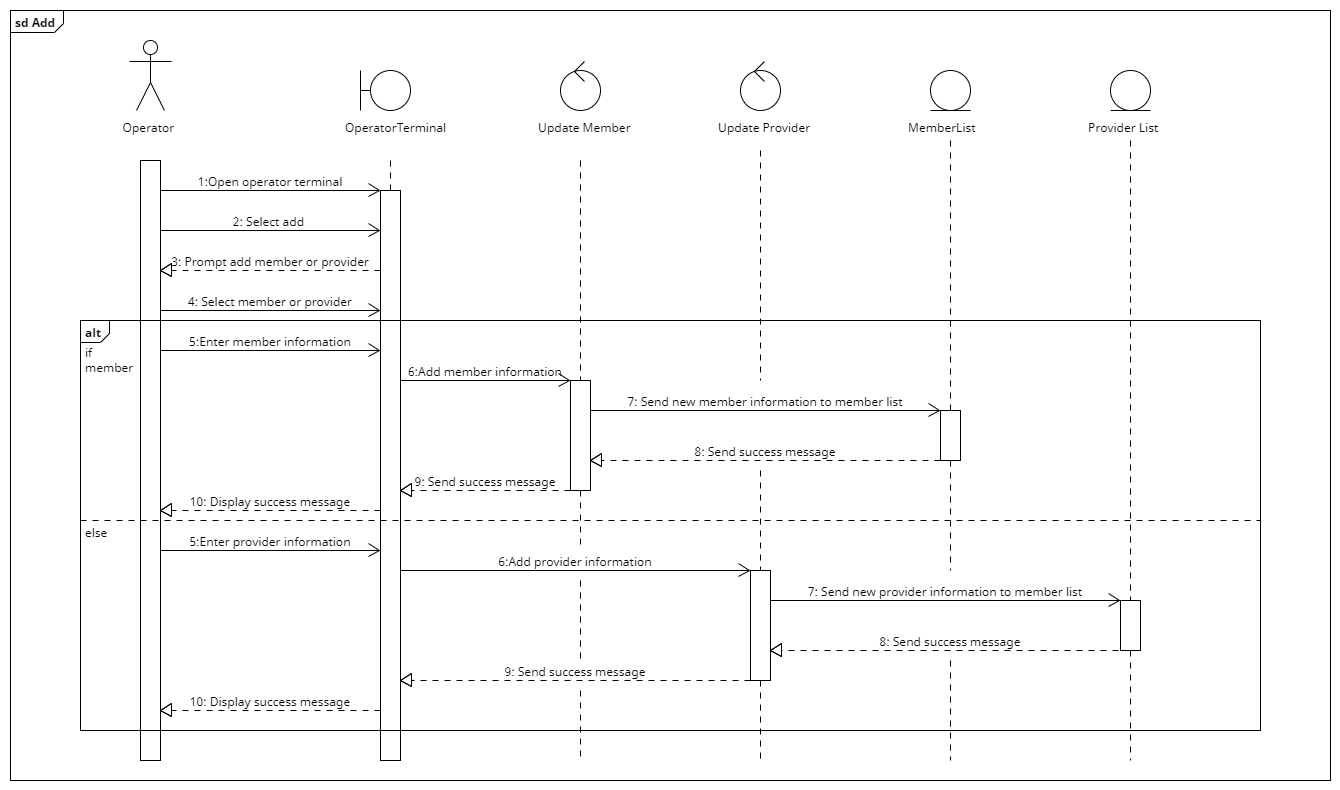 sd Add
Operator
OperatorTerminal
Update Member
Update Provider
MemberList
Provider List
1:Open operator terminal
2: Select add
3: Prompt add member or provider
4: Select member or provider
alt
if
member
5:Enter member information
6:Add member information
7: Send new member information to member list
8: Send success message
9: Send success message
10: Display success message
else
5:Enter provider information
6:Add provider information
7: Send new provider information to member list
8: Send success message
9: Send success message
10: Display success message